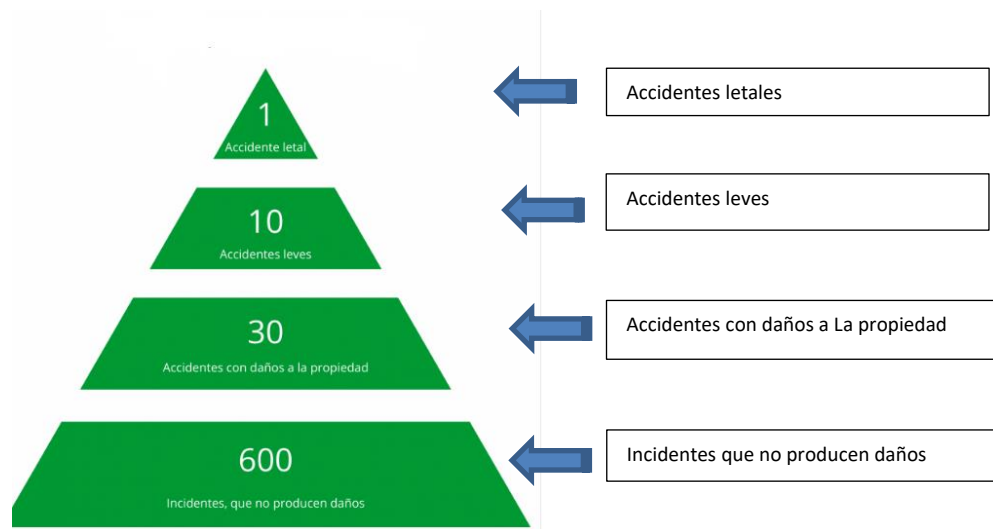 1
Accidente letal
Accidentes letales
10
Accidentes leves
Accidentes leves
30
Accidentes con daños a la propiedad
Accidentes con daños a La propiedad
600
Incidentes, que no producen daños
Incidentes que no producen daños